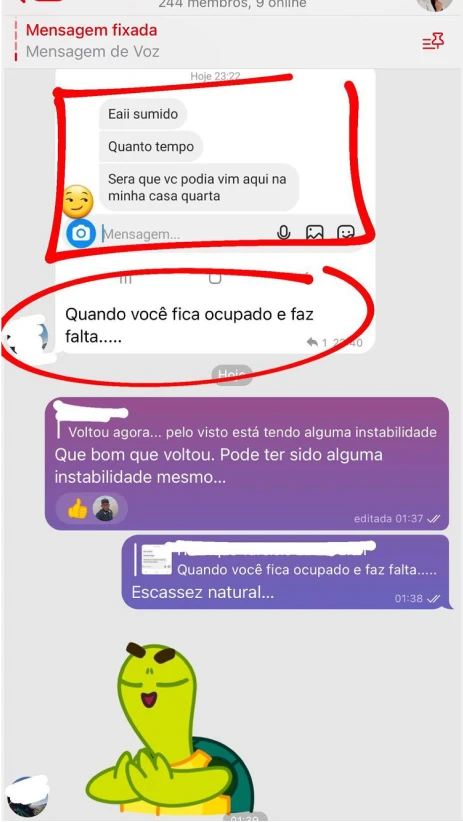 244 membros, 9 online
Mensagem fixada
Mensagem de Voz
Hoje 23:22
Eaii sumido
Quanto tempo
Sera que vc podia vim aqui na
minha casa quarta
Mensagem...
Quando você fica ocupado e faz
falta.....
1
Hoje
Voltou agora... pelo visto está tendo alguma instabilidade
Que bom que voltou. Pode ter sido alguma
instabilidade mesmo...
editada 01:37
Quando você fica ocupado e faz falta.....
Escassez natural...
01:38
01:39